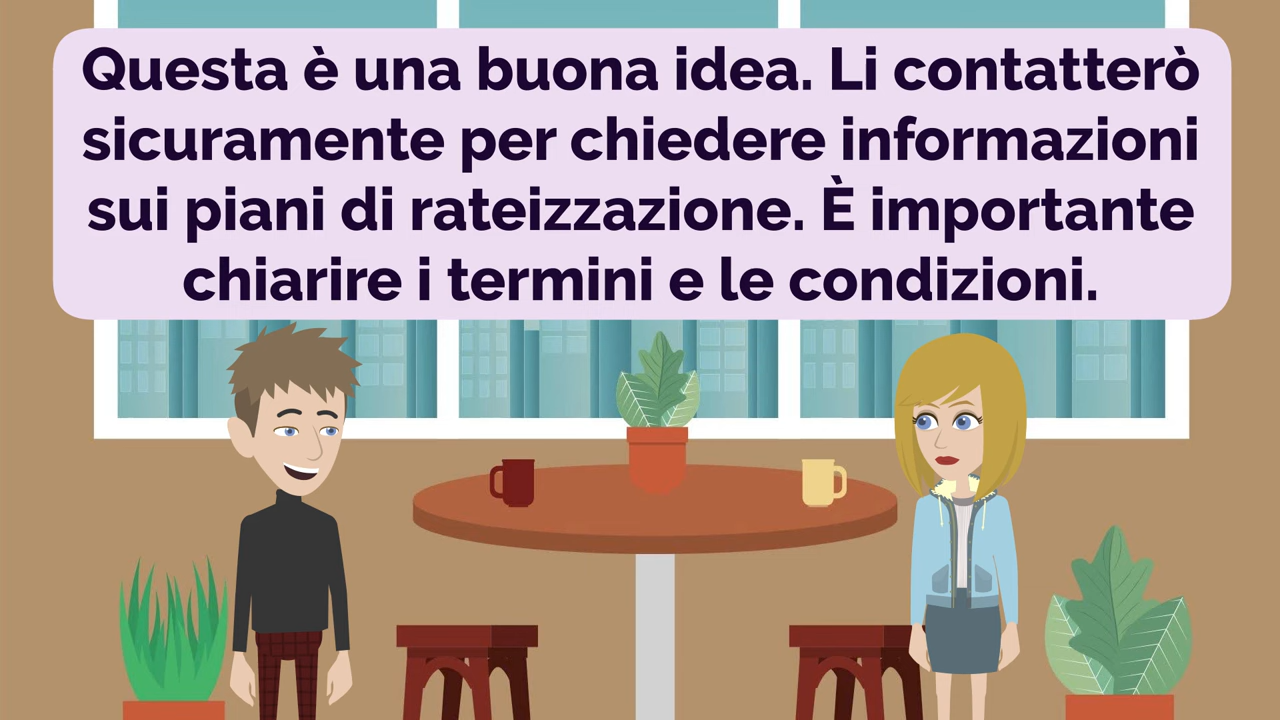 Questa è una buona idea. Li contatterò
sicuramente per chiedere informazioni
sui piani di rateizzazione. È importante
chiarire i termini e le condizioni.